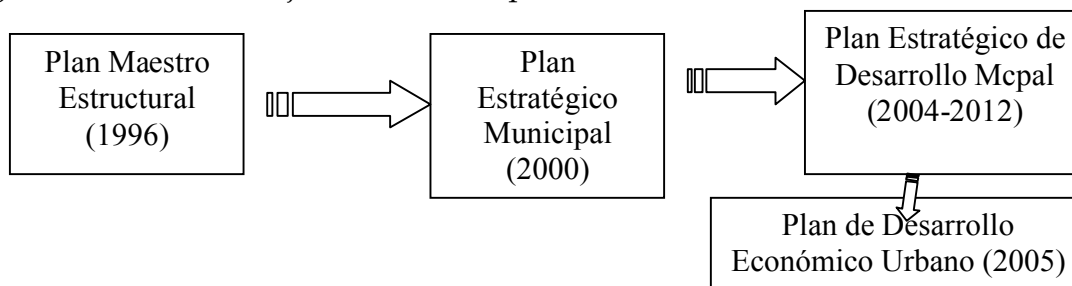 Plan Maestro
Estructural
(1996)
Plan
Estratégico
Municipal
(2000)
Plan Estratégico de
Desarrollo Mcpal
(2004-2012)
Plan de Desarrollo
Económico Urbano (2005)